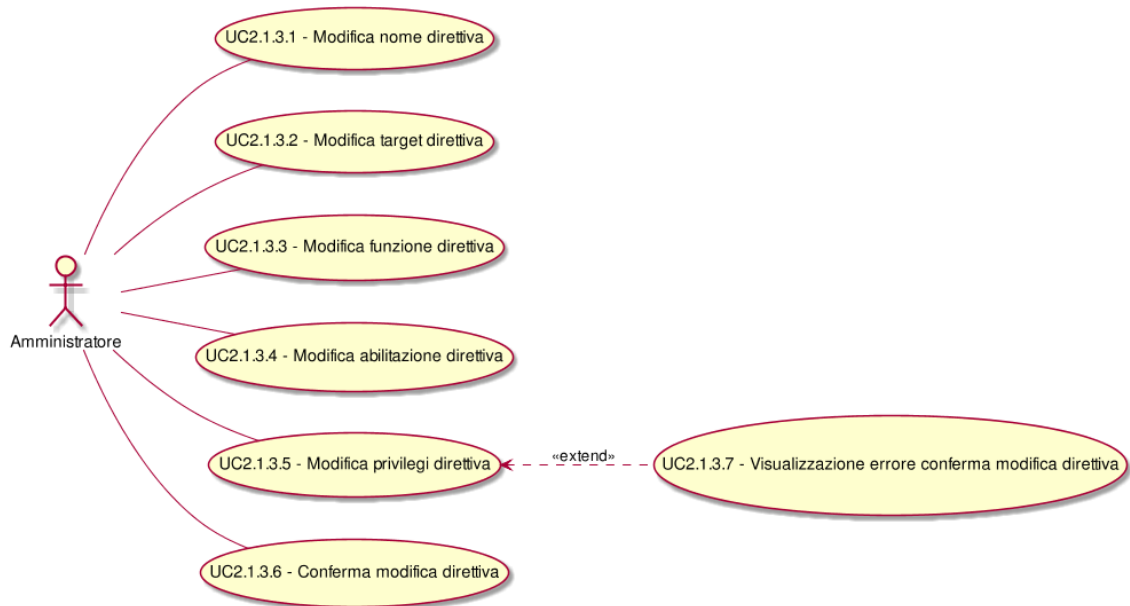 UC2.1.3.1 - Modifica nome direttiva
UC2.1.3.2 - Modifica target direttiva
UC2.1.3.3 - Modifica funzione direttiva
Amministratore
UC2.1.3.4 - Modifica abilitazione direttiva
UC2.1.3.5 - Modifica privilegi direttiva
«extend»
UC2.1.3.7 - Visualizzazione errore conferma modifica direttiva
UC2.1.3.6 - Conferma modifica direttiva